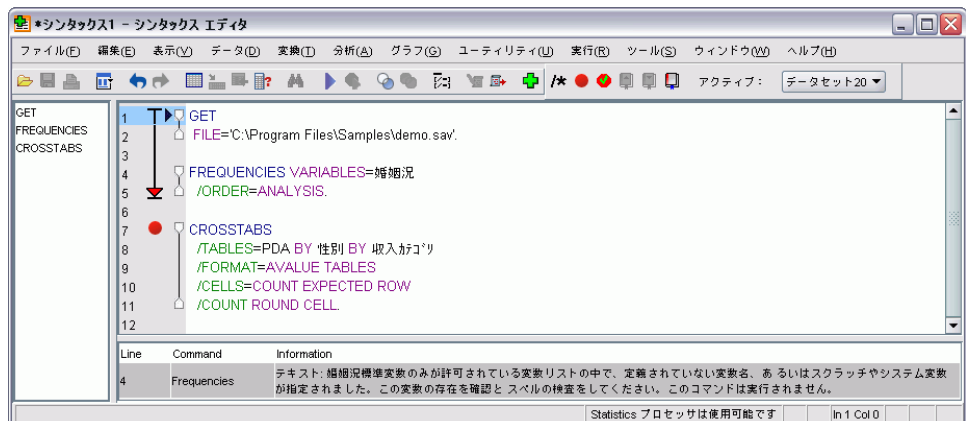 *シンタックス1 - シンタックス エディタ
ファイル(F) 編集(E) 表示(V) データ(D) 変換(T) 分析(A) グラフ(G) ユーティリティ(U) 実行(R) ツール(S) ウィンドウ(W) ヘルプ(H)
アクティブ: データセット20
GET
FREQUENCIES
CROSSTABS
1 GET
2 FILE='C:\Program Files\Samples\demo.sav'.
3
4 FREQUENCIES VARIABLES=婚姻況
5 /ORDER=ANALYSIS.
6
7 CROSSTABS
8 /TABLES=PDA BY 性別 BY 収入ｶﾃｺﾞﾘ
9 /FORMAT=AVALUE TABLES
10 /CELLS=COUNT EXPECTED ROW
11 /COUNT ROUND CELL.
12
Line Command Information
4 Frequencies テキスト: 婚姻況標準変数のみが許可されている変数リストの中で、定義されていない変数名、あ るいはスクラッチやシステム変数
が指定されました。この変数の存在を確認と スペルの検査をしてください。このコマンドは実行されません。
Statistics プロセッサは使用可能です In 1 Col 0